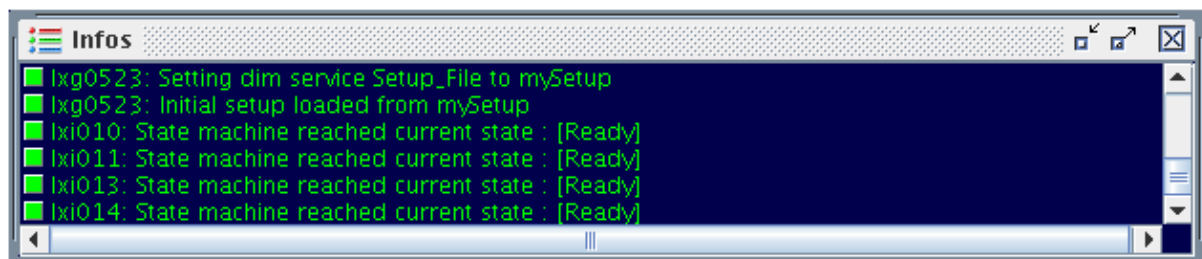 Infos
lxg0523: Setting dim service Setup_File to mySetup
lxg0523: Initial setup loaded from mySetup
lxi010: State machine reached current state : [Ready]
lxi011: State machine reached current state : [Ready]
lxi013: State machine reached current state : [Ready]
lxi014: State machine reached current state : [Ready]